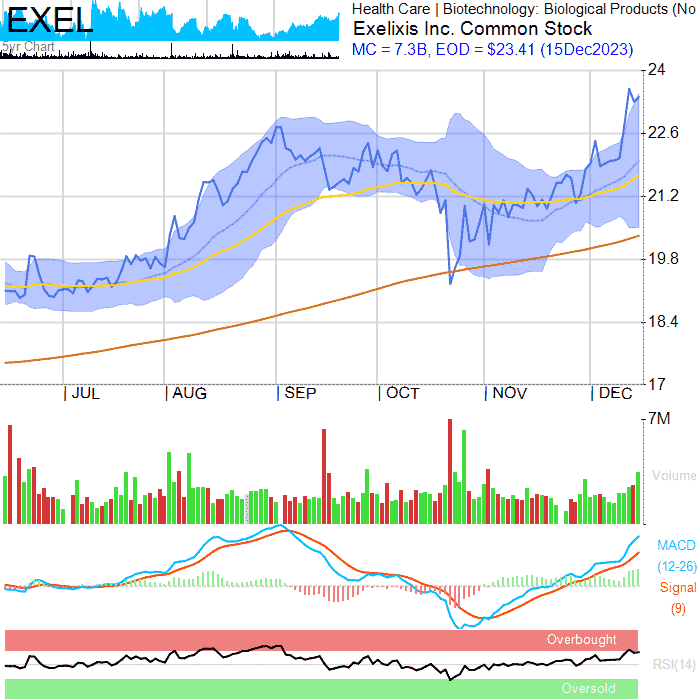 EXEL
5yr Chart
Health Care | Biotechnology: Biological Products (No
Exelixis Inc. Common Stock
MC = 7.3B, EOD = $23.41 (15Dec2023)
24
22.6
21.2
19.8
18.4
17
| JUL
| AUG
| SEP
| OCT
| NOV
| DEC
7M
Volume
MACD
(12-26)
Signal
(9)
Overbought
RSI(14)
Oversold